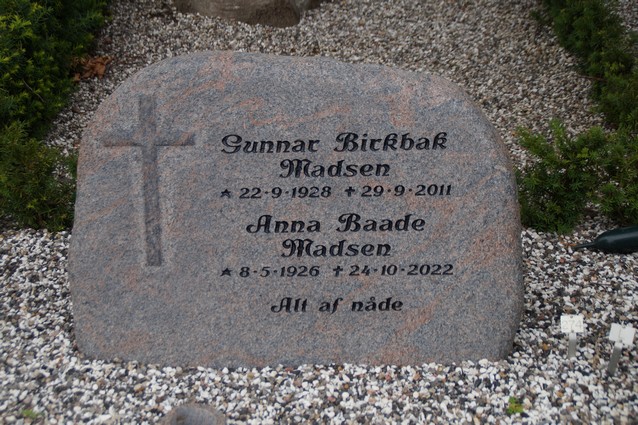 Gunnar Birkbak
Madsen
★ 22-9-1928 ✝ 29-9-2011
Anna Baade
Madsen
★ 8-5-1926 ✝ 24-10-2022
Alt af nåde